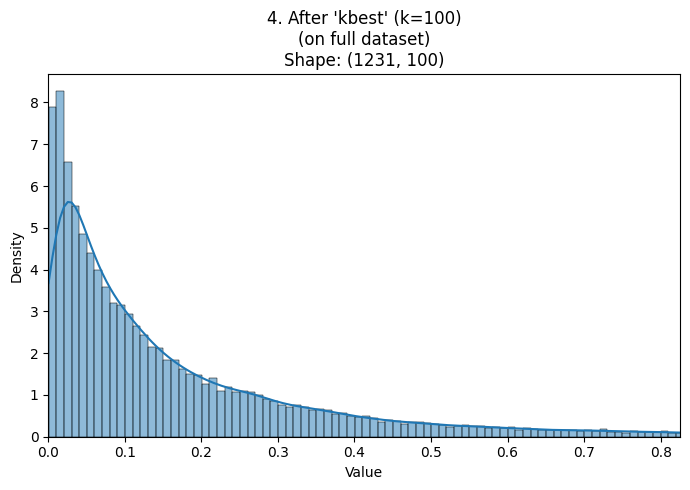 4. After 'kbest' (k=100)
(on full dataset)
Shape: (1231, 100)
8
7
6
5
4
3
2
1
0
Density
0.0 0.1 0.2 0.3 0.4 0.5 0.6 0.7 0.8
Value